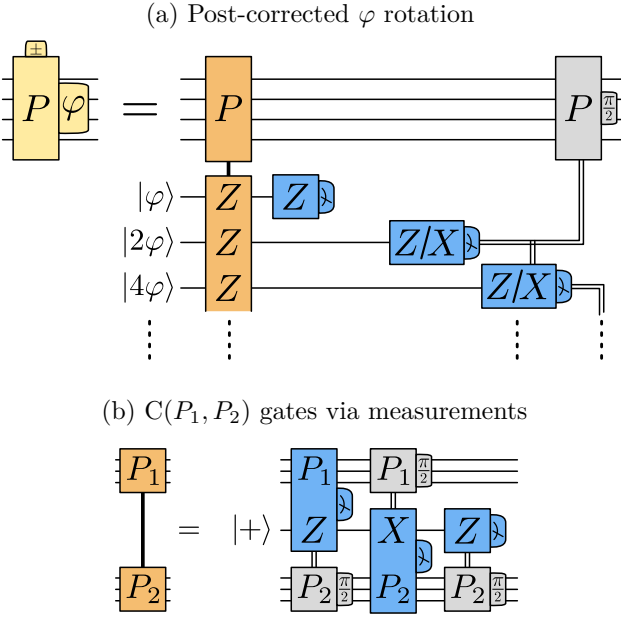 (a) Post-corrected φ rotation
±
P φ = P P π/2
|φ⟩ Z Z
|2φ⟩ Z Z/X
|4φ⟩ Z Z/X
(b) C(P₁, P₂) gates via measurements
P₁ P₁ P₁ π/2
= |+⟩ Z X Z
P₂ P₂ π/2 P₂ P₂ π/2